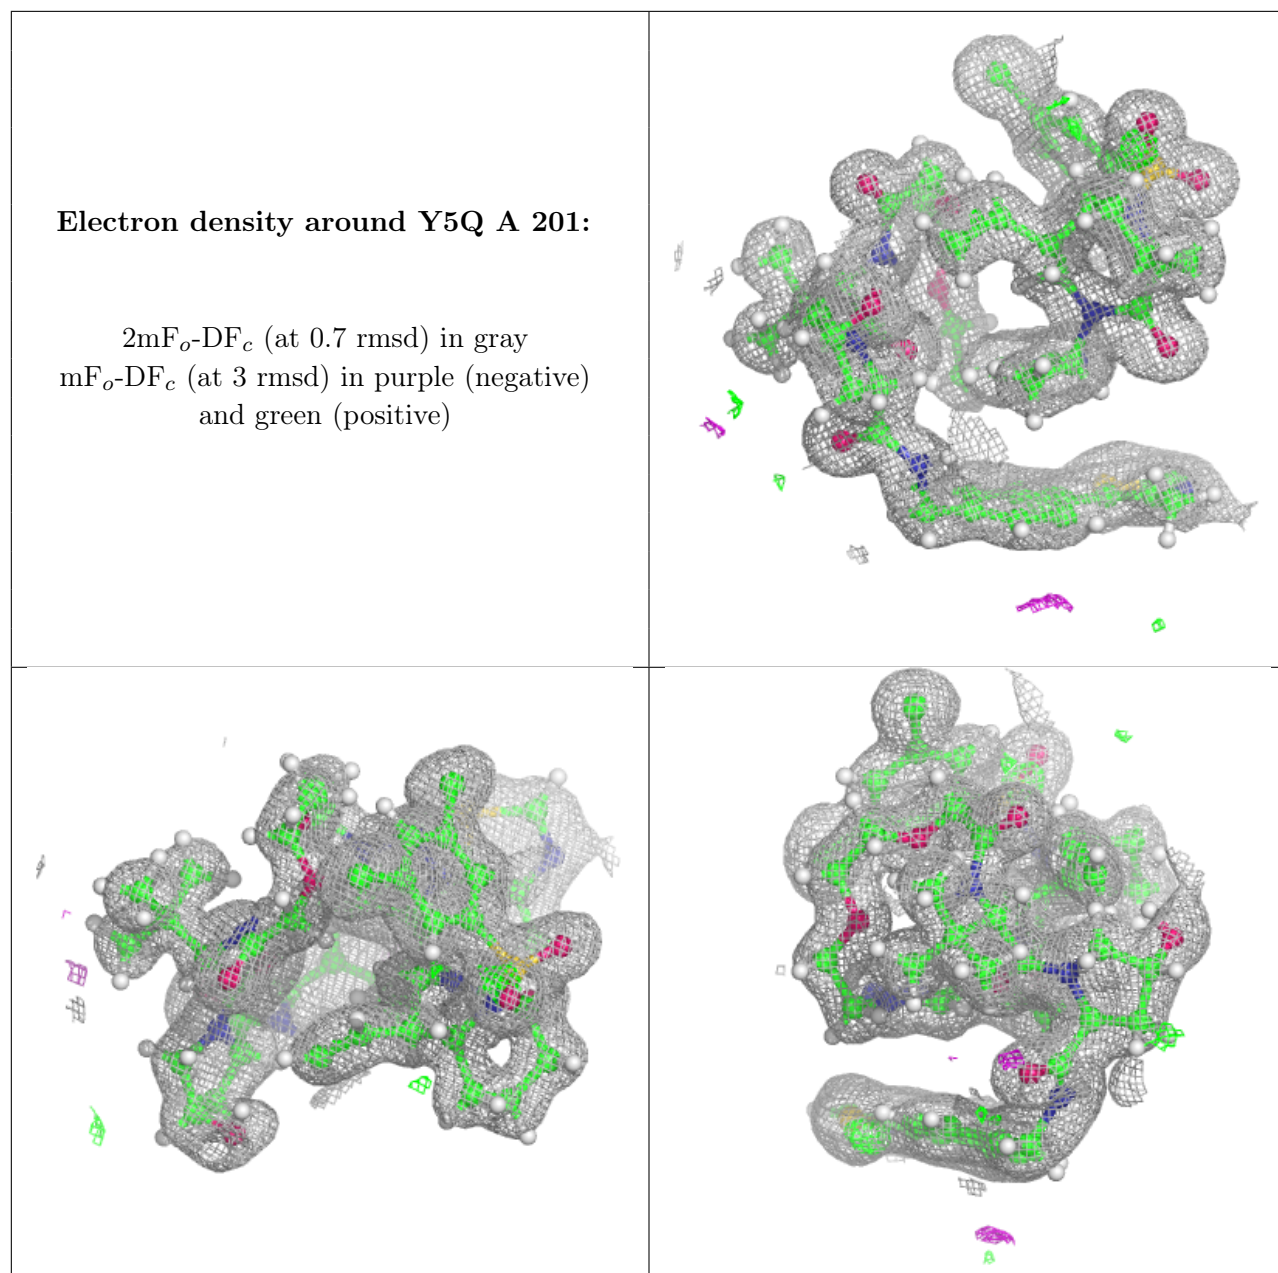 Electron density around Y5Q A 201:
2mFo-DFc (at 0.7 rmsd) in gray
mFo-DFc (at 3 rmsd) in purple (negative)
and green (positive)